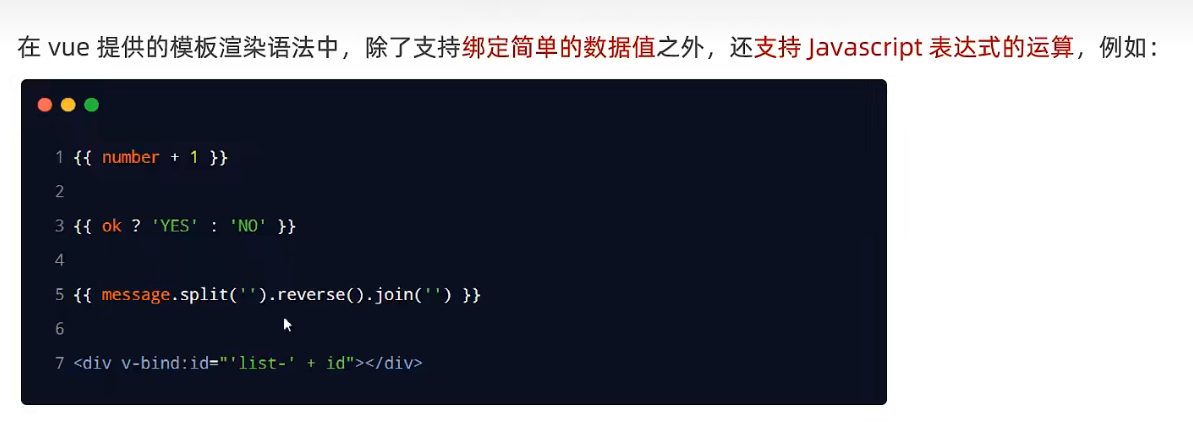 在 vue 提供的模板渲染语法中，除了支持绑定简单的数据值之外，还支持 Javascript 表达式的运算，例如：
1 {{ number + 1 }}
2
3 {{ ok ? 'YES' : 'NO' }}
4
5 {{ message.split('').reverse().join('') }}
6
7 <div v-bind:id="'list-' + id"></div>